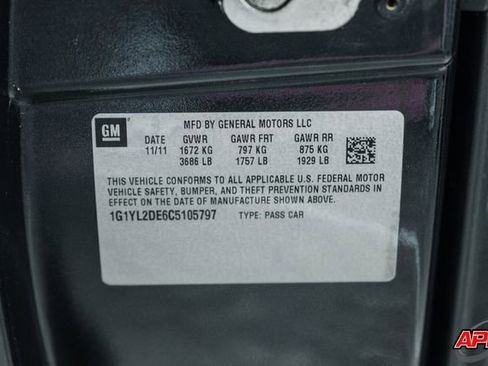 GM
MFD BY GENERAL MOTORS LLC
DATE GVWR GAWR FRT GAWR RR
11/11 1672 KG 797 KG 875 KG
3686 LB 1757 LB 1929 LB
THIS VEHICLE CONFORMS TO ALL APPLICABLE U.S. FEDERAL MOTOR
VEHICLE SAFETY, BUMPER, AND THEFT PREVENTION STANDARDS IN
EFFECT ON THE DATE OF MANUFACTURE SHOWN ABOVE.
1G1YL2DE6C5105797 TYPE: PASS CAR